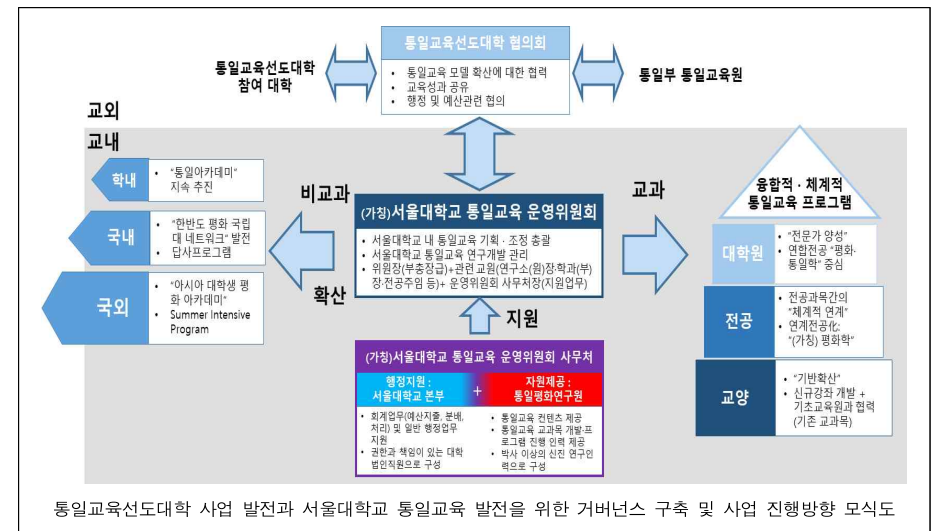 통일교육선도대학 협의회
• 통일교육 모델 확산에 대한 협력
• 교육성과 공유
• 행정 및 예산관련 협의
통일교육선도대학
참여 대학
통일부 통일교육원
교외
교내
학내
• "통일아카데미"
지속 추진
국내
• "한반도 평화 국립
대 네트워크" 발전
• 답사프로그램
국외
• "아시아 대학생 평
화 아카데미"
• Summer Intensive
Program
비교과
확산
(가칭)서울대학교 통일교육 운영위원회
• 서울대학교 내 통일교육 기획·조정 총괄
• 서울대학교 통일교육 연구개발 관리
• 위원장(부총장급)+관련 교원(연구소(원)장·학과(부)
장·전공주임 등)+ 운영위원회 사무처장(지원업무)
지원
(가칭)서울대학교 통일교육 운영위원회 사무처
행정지원 :
서울대학교 본부
+
자원제공 :
통일평화연구원
• 회계업무(예산지출, 분배,
처리) 및 일반 행정업무
지원
• 권한과 책임이 있는 대학
법인직원으로 구성
• 통일교육 컨텐츠 제공
• 통일교육 교과목 개발·프
로그램 진행 인력 제공
• 박사 이상의 신진 연구인
력으로 구성
교과
융합적·체계적
통일교육 프로그램
대학원
• "전문가 양성"
• 연합전공 "평화·
통일학" 중심
전공
• 전공과목간의
"체계적 연계"
• 연계전공化:
"(가칭) 평화학"
교양
• "기반확산"
• 신규강좌 개발 +
기초교육원과 협력
(기존 교과목)
통일교육선도대학 사업 발전과 서울대학교 통일교육 발전을 위한 거버넌스 구축 및 사업 진행방향 모식도